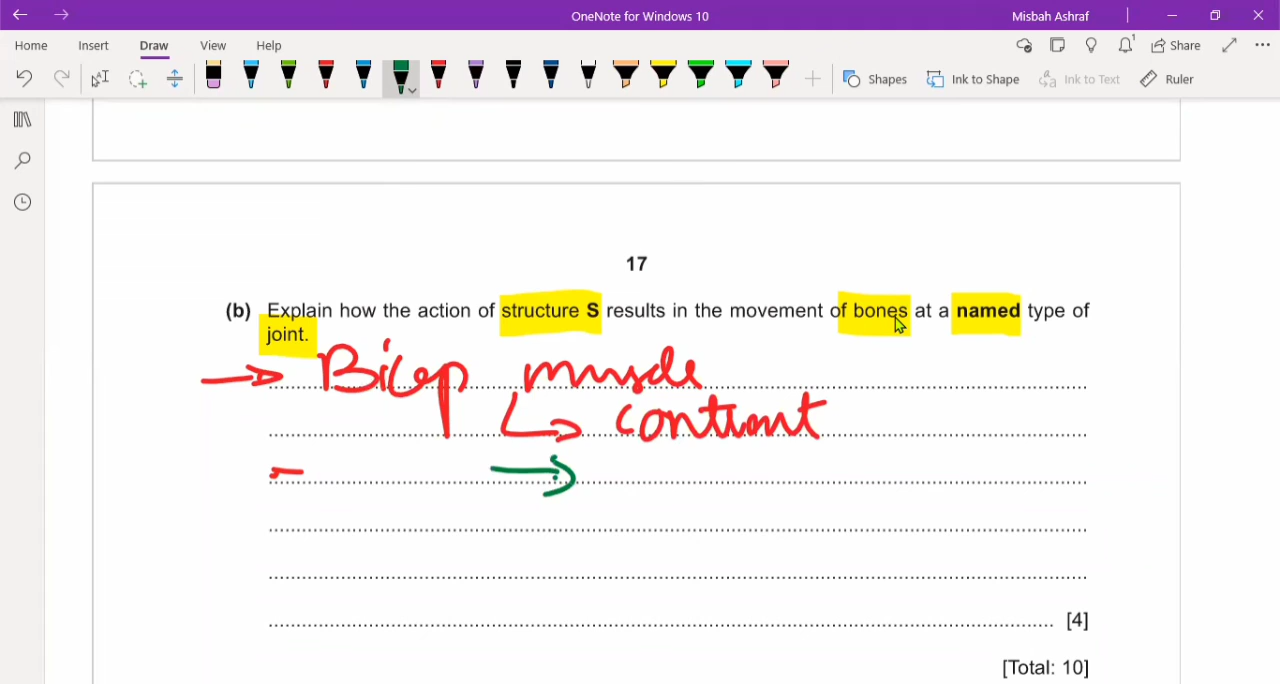 OneNote for Windows 10
Misbah Ashraf
Home Insert Draw View Help
Share
Shapes Ink to Shape Ink to Text Ruler
17
(b) Explain how the action of structure S results in the movement of bones at a named type of
joint.
Bicep muscle
contract
[4]
[Total: 10]